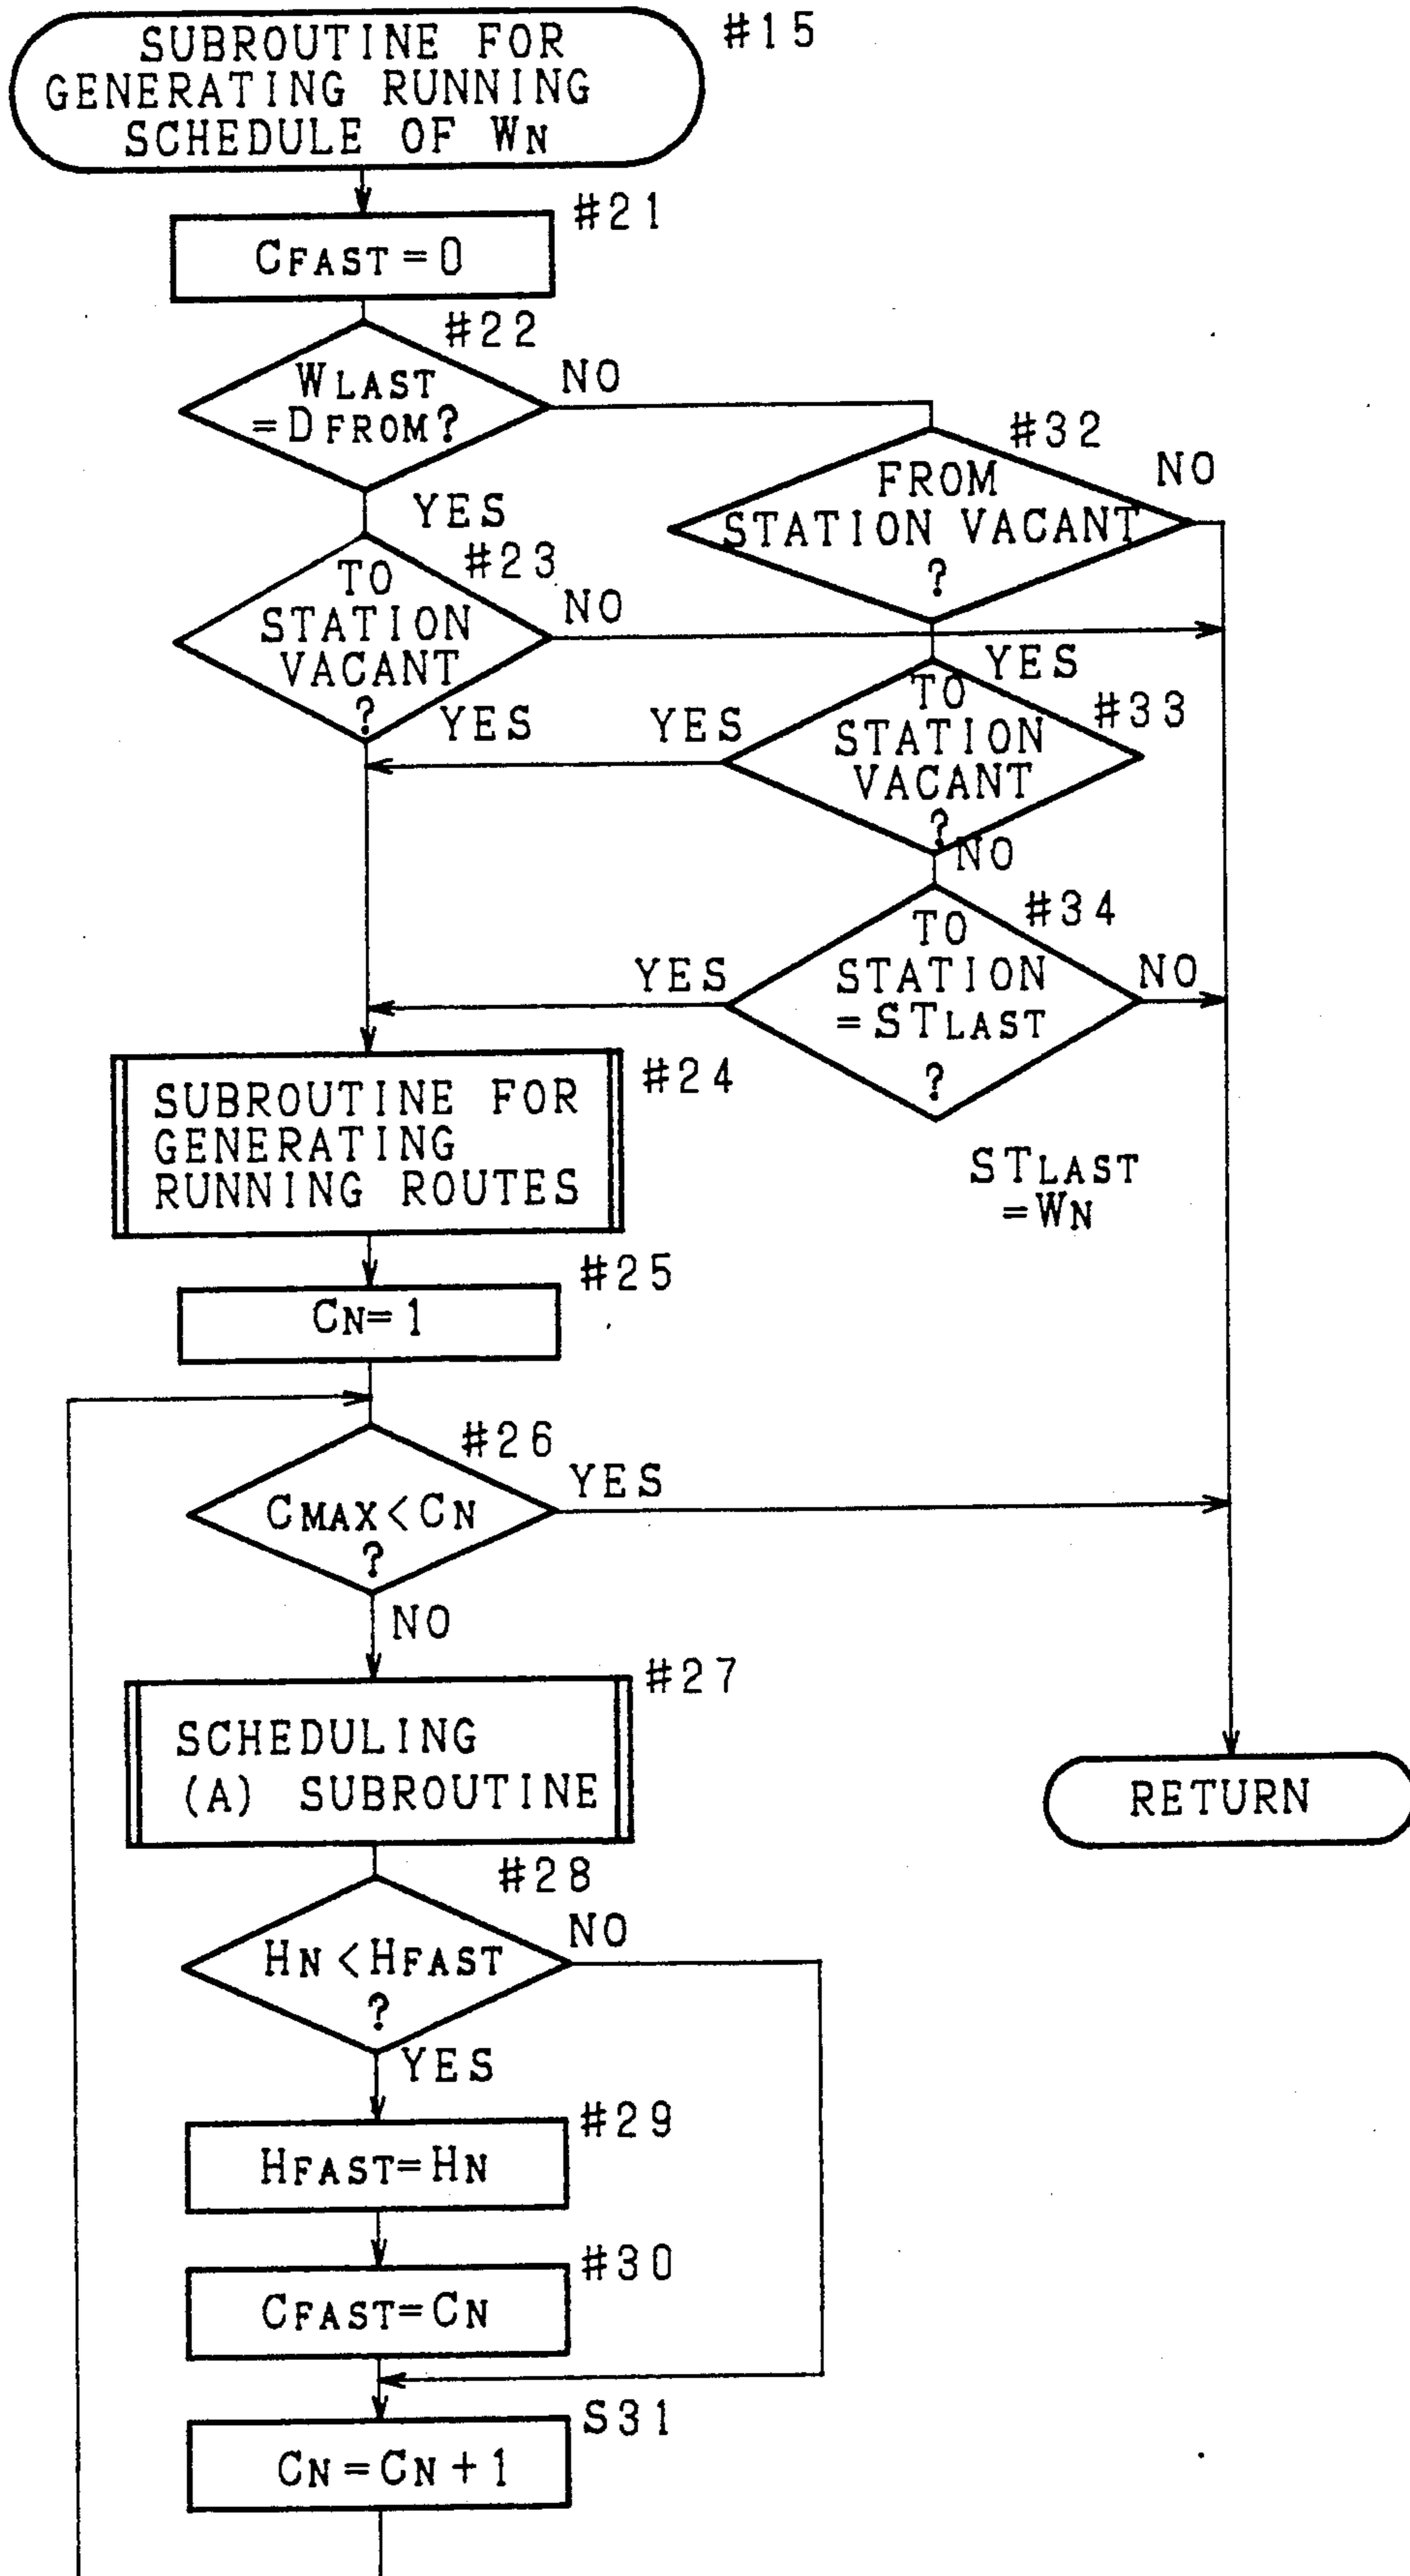 SUBROUTINE FOR
GENERATING RUNNING
SCHEDULE OF WN
#15
#21
CFAST=0
#22
WLAST
=DFROM?
NO
YES
#32
FROM
STATION VACANT
?
NO
YES
#23
TO
STATION
VACANT
?
NO
YES
#33
TO
STATION
VACANT
?
YES
NO
#34
TO
STATION
=STLAST
?
YES
NO
STLAST
=WN
#24
SUBROUTINE FOR
GENERATING
RUNNING ROUTES
#25
CN=1
#26
CMAX<CN
?
YES
NO
#27
SCHEDULING
(A) SUBROUTINE
RETURN
#28
HN<HFAST
?
NO
YES
#29
HFAST=HN
#30
CFAST=CN
S31
CN=CN+1